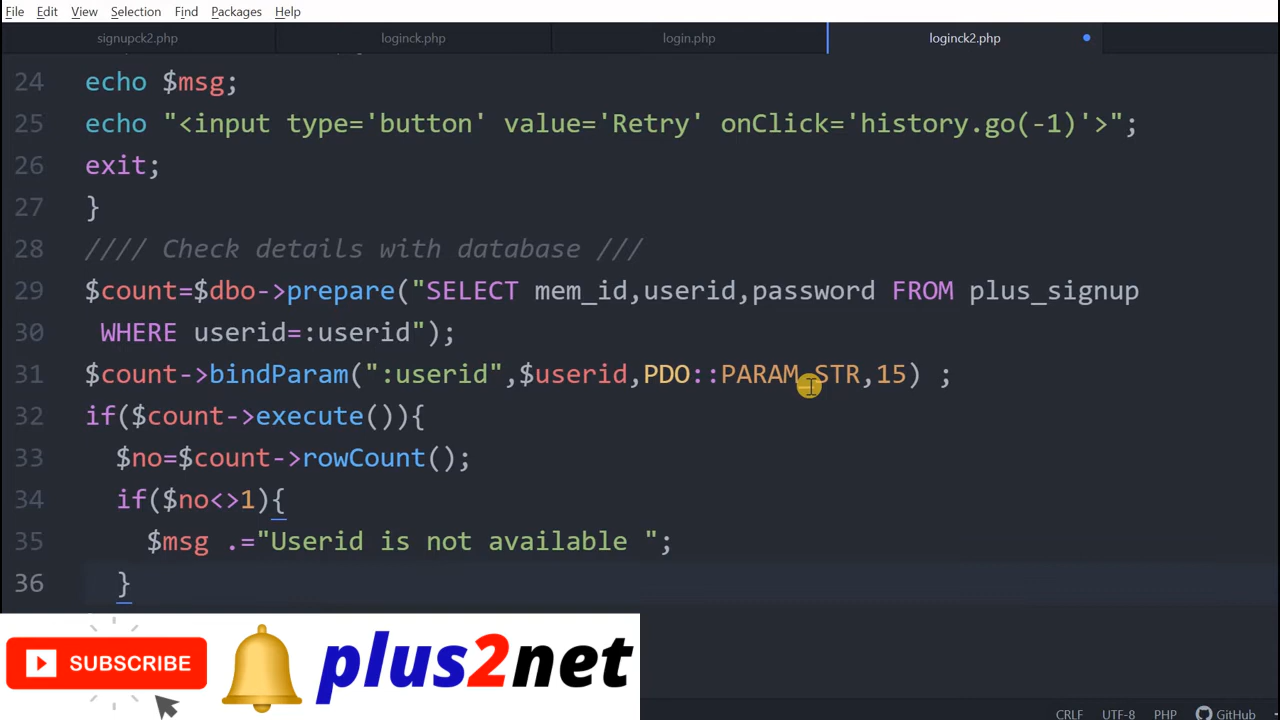 File Edit View Selection Find Packages Help
signupck2.php loginck.php login.php loginck2.php
24 echo $msg;
25 echo "<input type='button' value='Retry' onClick='history.go(-1)'>";
26 exit;
27 }
28 //// Check details with database ///
29 $count=$dbo->prepare("SELECT mem_id,userid,password FROM plus_signup
30 WHERE userid=:userid");
31 $count->bindParam(":userid",$userid,PDO::PARAM_STR,15) ;
32 if($count->execute()){
33 $no=$count->rowCount();
34 if($no<>1){
35 $msg .="Userid is not available ";
36 }
SUBSCRIBE plus2net
CRLF UTF-8 PHP GitHub